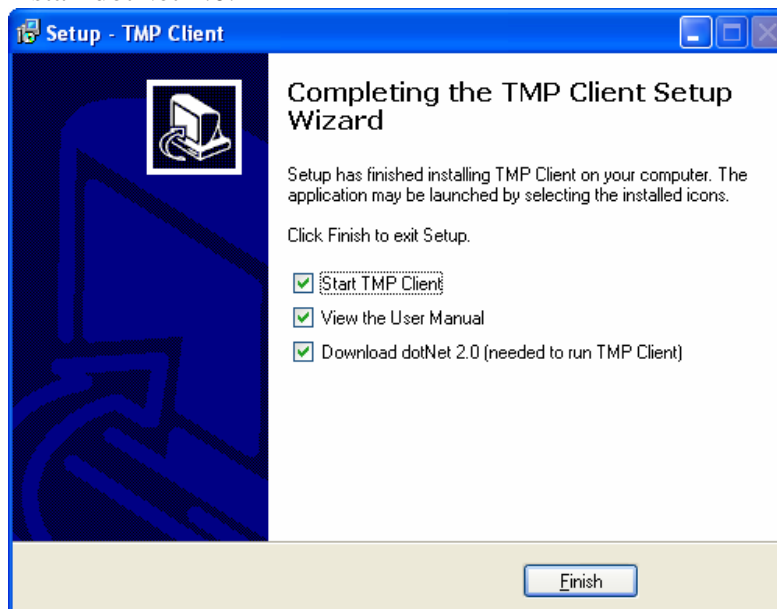 Setup - TMP Client
Completing the TMP Client Setup
Wizard
Setup has finished installing TMP Client on your computer. The
application may be launched by selecting the installed icons.
Click Finish to exit Setup.
Start TMP Client
View the User Manual
Download dotNet 2.0 (needed to run TMP Client)
Finish